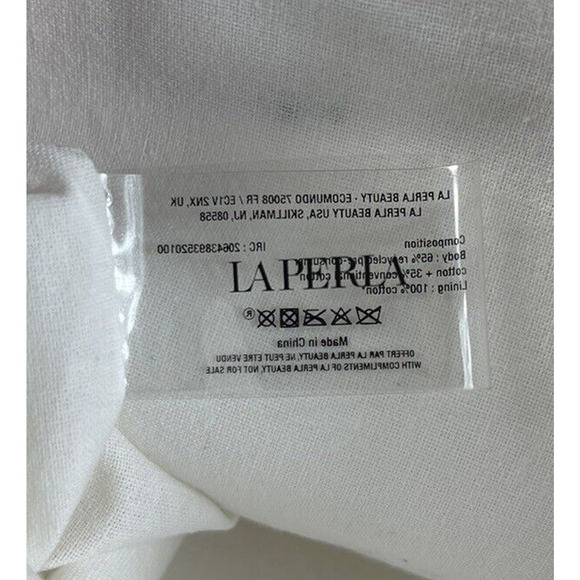 LA PERLA BEAUTY - ECOMUNDO 75008 FR / EC1V 2NX, UK
LA PERLA BEAUTY USA, SKILLMAN, NJ, 08558
IRC : 20643893520100
Composition
Body : 65% recycled pre-consumer
cotton + 35% conventional cotton
Lining : 100% cotton
LA PERLA
®
Made in China
OFFERT PAR LA PERLA BEAUTY, NE PEUT ETRE VENDU
WITH COMPLIMENTS OF LA PERLA BEAUTY, NOT FOR SALE